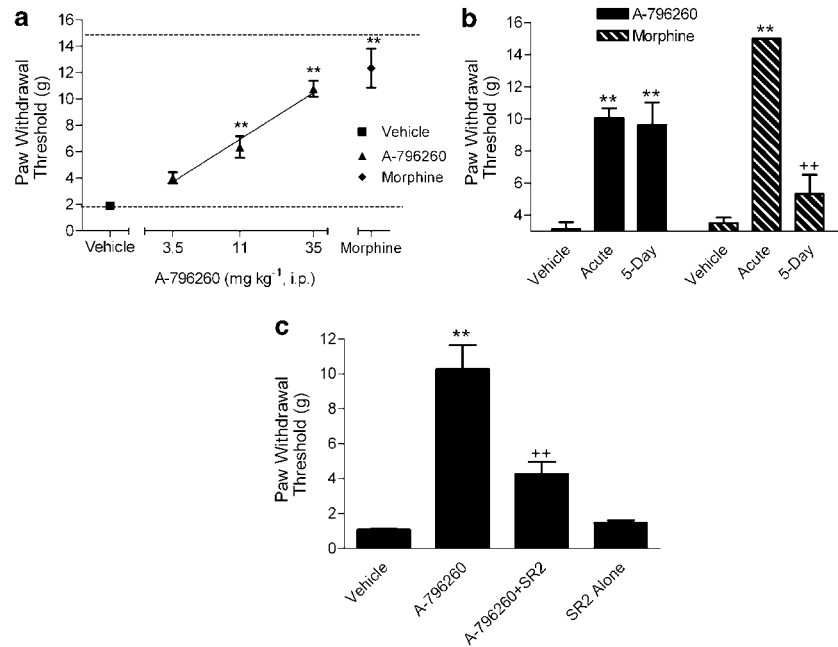 a
Paw Withdrawal
Threshold (g)
16
14
12
10
8
6
4
2
0
**
**
**
Vehicle
A-796260
Morphine
Vehicle
3.5
11
35
Morphine
A-796260 (mg kg⁻¹, i.p.)
b
A-796260
Morphine
Paw Withdrawal
Threshold (g)
16
14
12
10
8
6
4
**
**
**
++
Vehicle
Acute
5-Day
Vehicle
Acute
5-Day
c
Paw Withdrawal
Threshold (g)
12
10
8
6
4
2
0
**
++
Vehicle
A-796260
A-796260+SR2
SR2 Alone